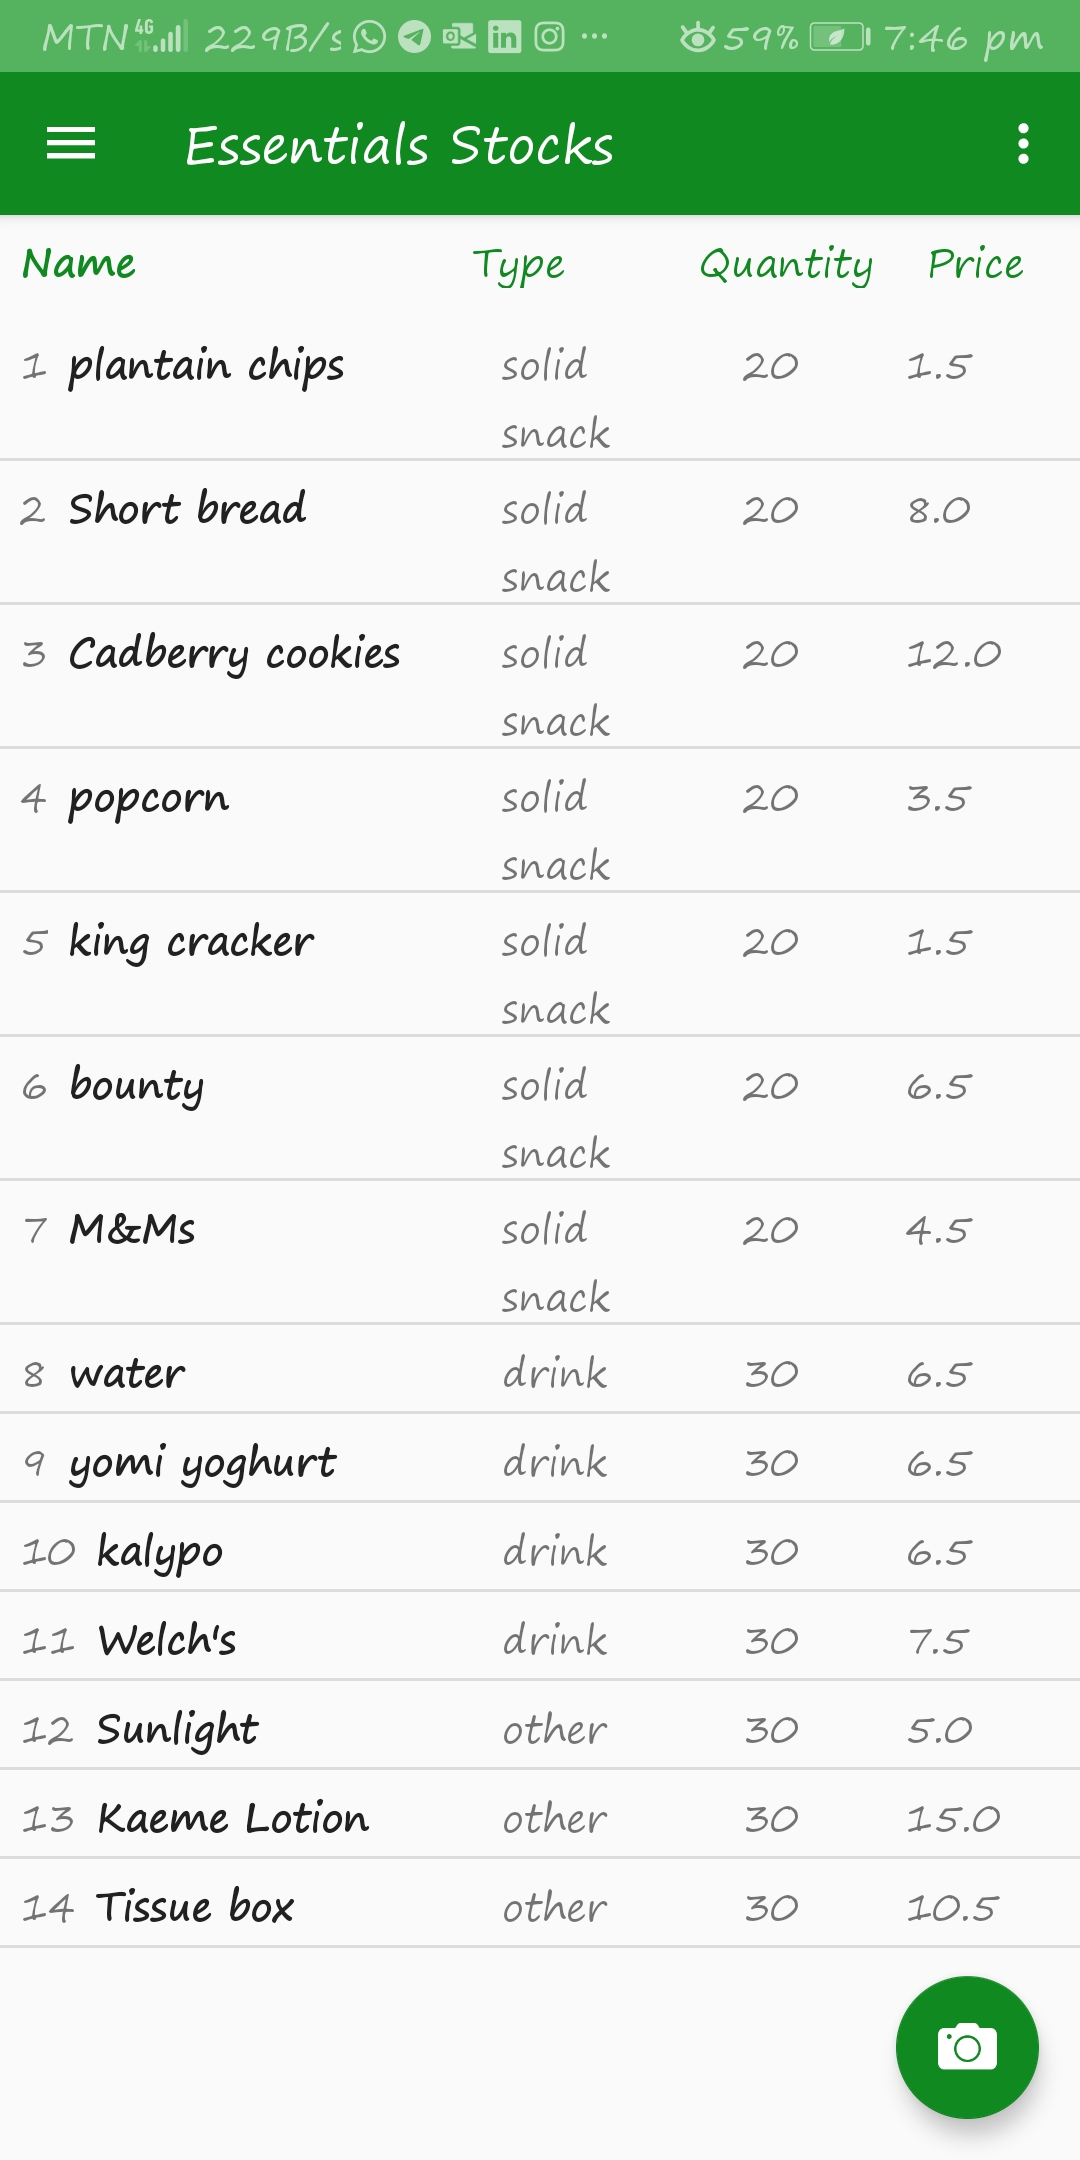 MTN 4G 229B/s ... 59% 7:46 pm
Essentials Stocks
Name Type Quantity Price
1 plantain chips solid 20 1.5
snack
2 Short bread solid 20 8.0
snack
3 Cadberry cookies solid 20 12.0
snack
4 popcorn solid 20 3.5
snack
5 king cracker solid 20 1.5
snack
6 bounty solid 20 6.5
snack
7 M&Ms solid 20 4.5
snack
8 water drink 30 6.5
9 yomi yoghurt drink 30 6.5
10 kalypo drink 30 6.5
11 Welch's drink 30 7.5
12 Sunlight other 30 5.0
13 Kaeme Lotion other 30 15.0
14 Tissue box other 30 10.5